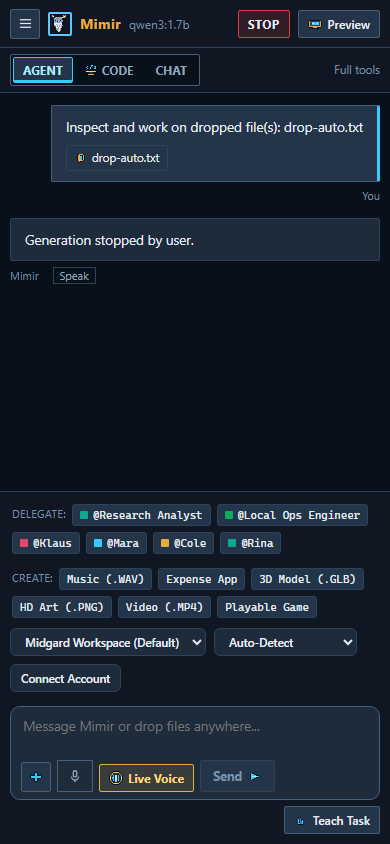 Mimir qwen3:1.7b STOP Preview
AGENT CODE CHAT Full tools
Inspect and work on dropped file(s): drop-auto.txt
drop-auto.txt
You
Generation stopped by user.
Mimir Speak
DELEGATE: @Research Analyst @Local Ops Engineer
@Klaus @Mara @Cole @Rina
CREATE: Music (.WAV) Expense App 3D Model (.GLB)
HD Art (.PNG) Video (.MP4) Playable Game
Midgard Workspace (Default) Auto-Detect
Connect Account
Message Mimir or drop files anywhere...
+ Live Voice Send
Teach Task